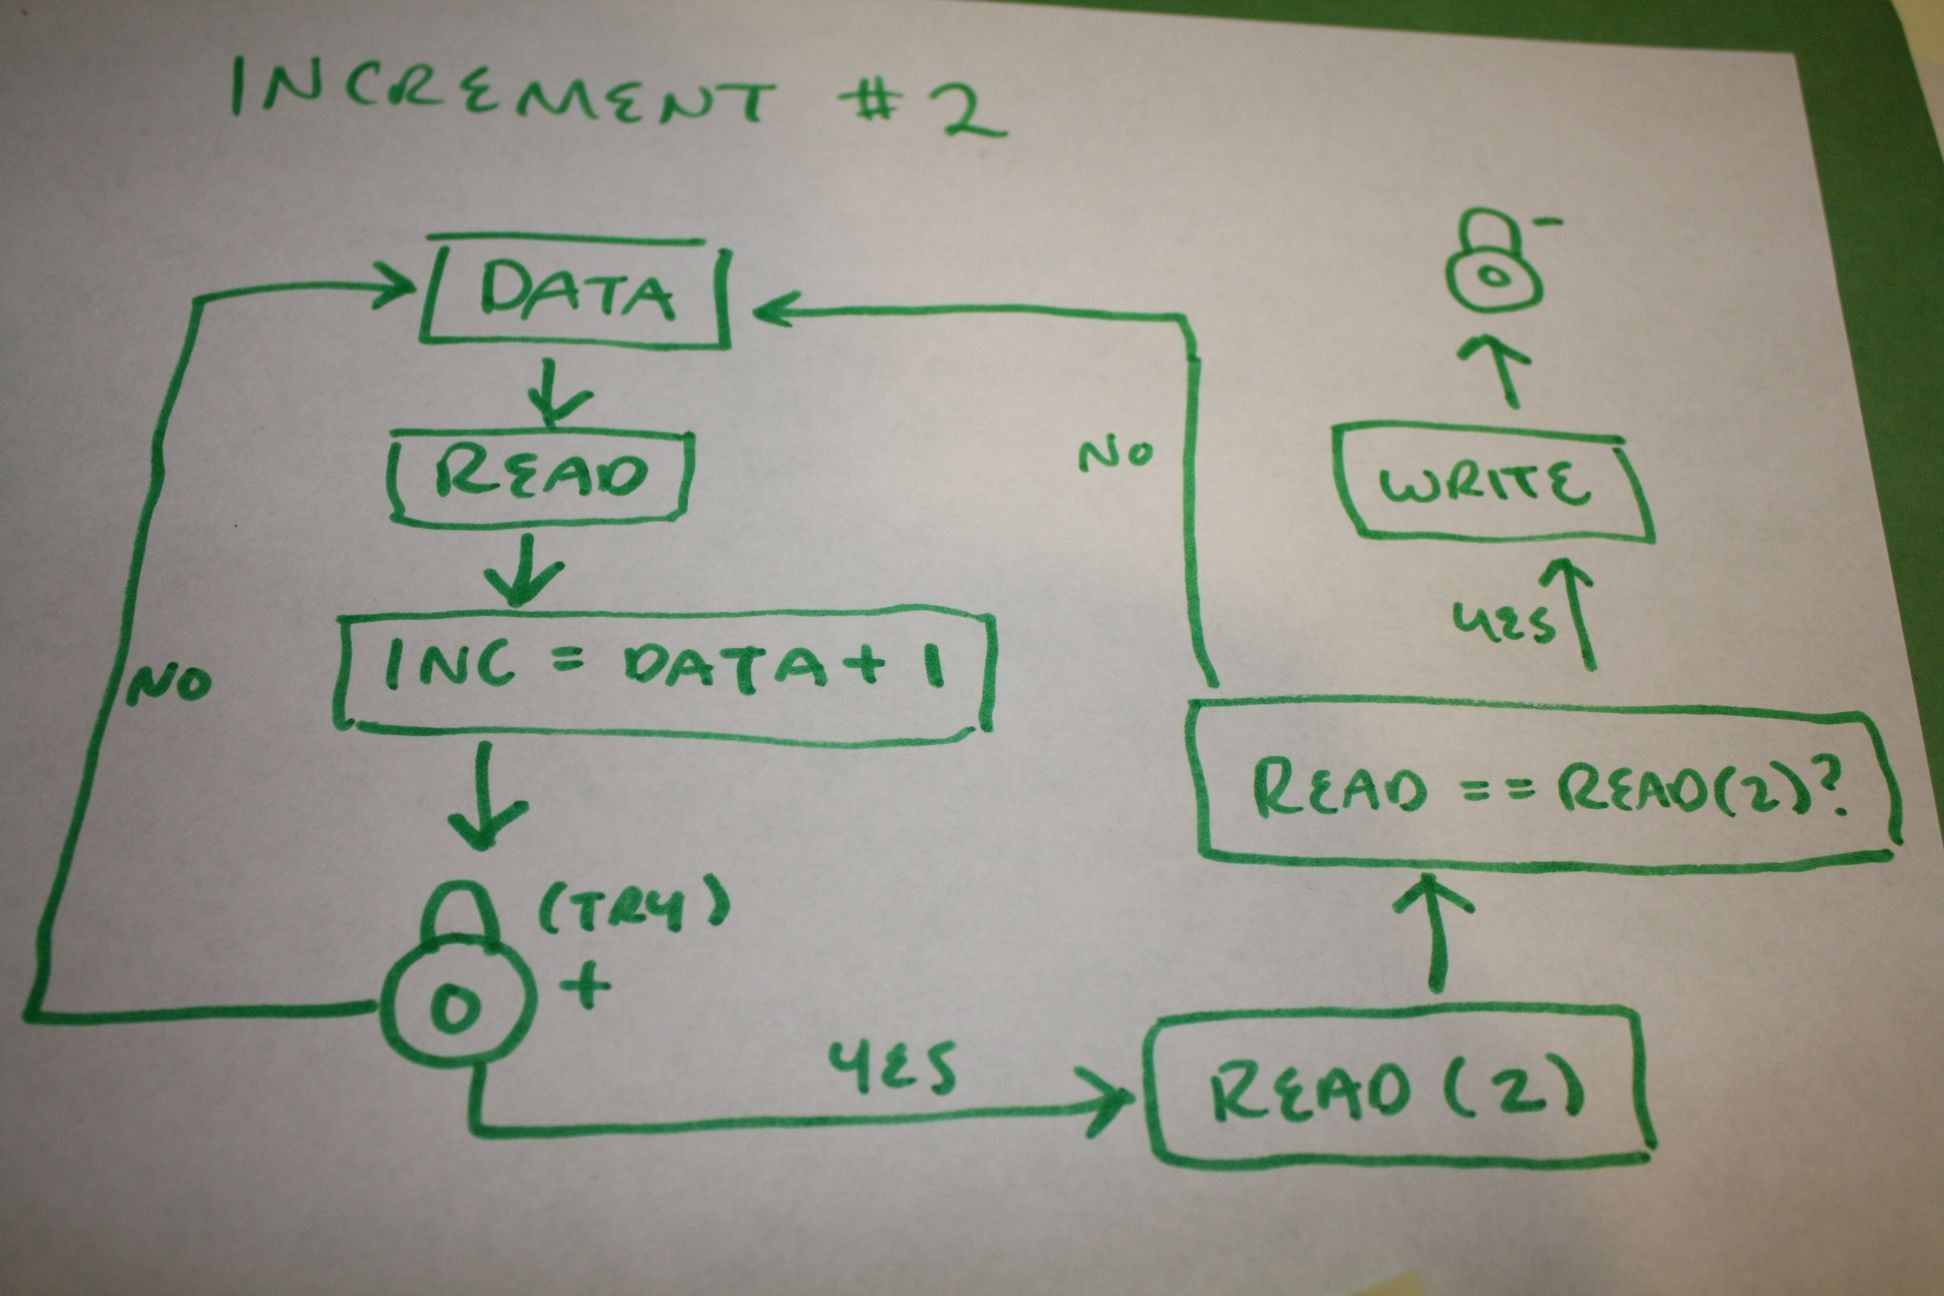 INCREMENT #2
DATA
READ
NO
INC = DATA + 1
NO
(TRY)
+
YES
READ (2)
READ == READ(2)?
YES
WRITE
-